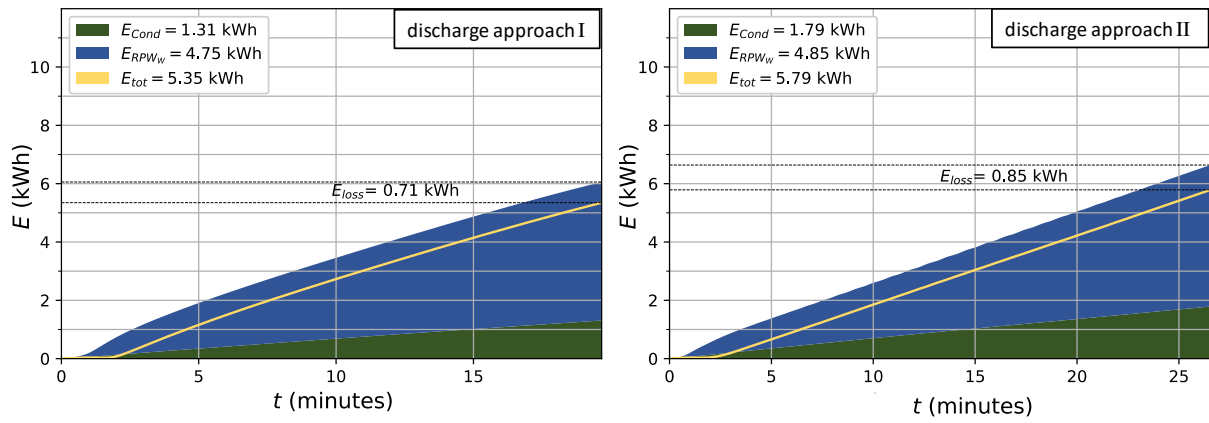 discharge approach I
E_Cond = 1.31 kWh
E_RPW_w = 4.75 kWh
E_tot = 5.35 kWh
E_loss = 0.71 kWh
E (kWh)
10
8
6
4
2
0
0 5 10 15
t (minutes)
discharge approach II
E_Cond = 1.79 kWh
E_RPW_w = 4.85 kWh
E_tot = 5.79 kWh
E_loss = 0.85 kWh
E (kWh)
10
8
6
4
2
0
0 5 10 15 20 25
t (minutes)